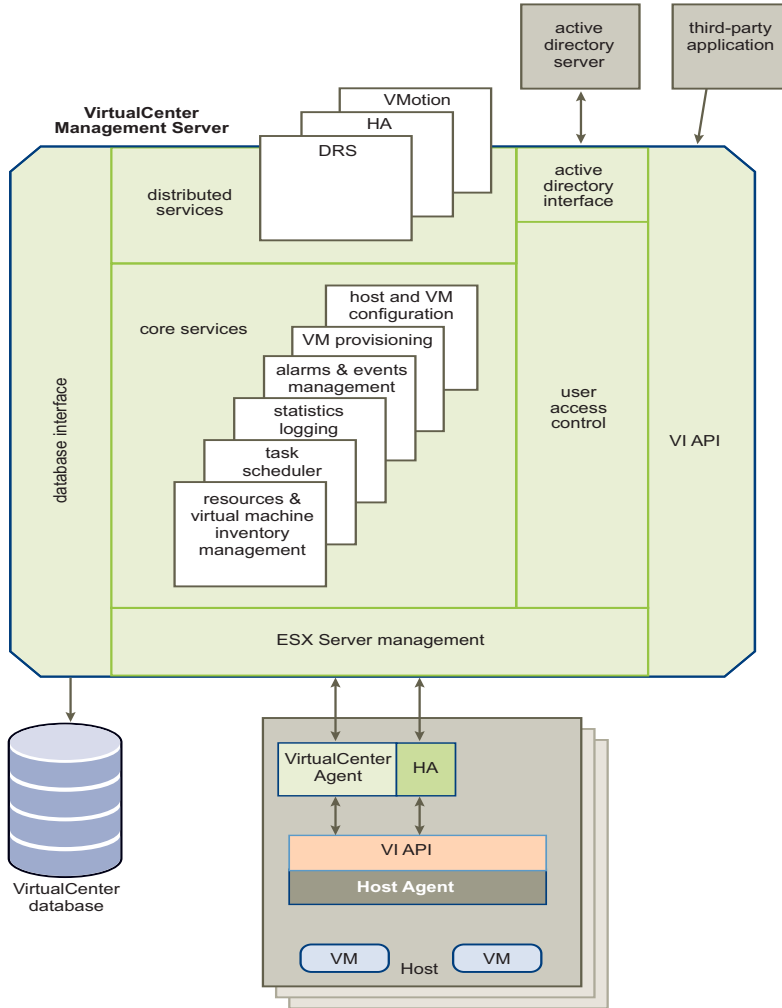 active
directory
server
third-party
application
VirtualCenter
Management Server
VMotion
HA
DRS
distributed
services
active
directory
interface
core services
host and VM
configuration
VM provisioning
alarms & events
management
statistics
logging
task
scheduler
resources &
virtual machine
inventory
management
database interface
user
access
control
VI API
ESX Server management
VirtualCenter
database
VirtualCenter
Agent
HA
VI API
Host Agent
VM
Host
VM